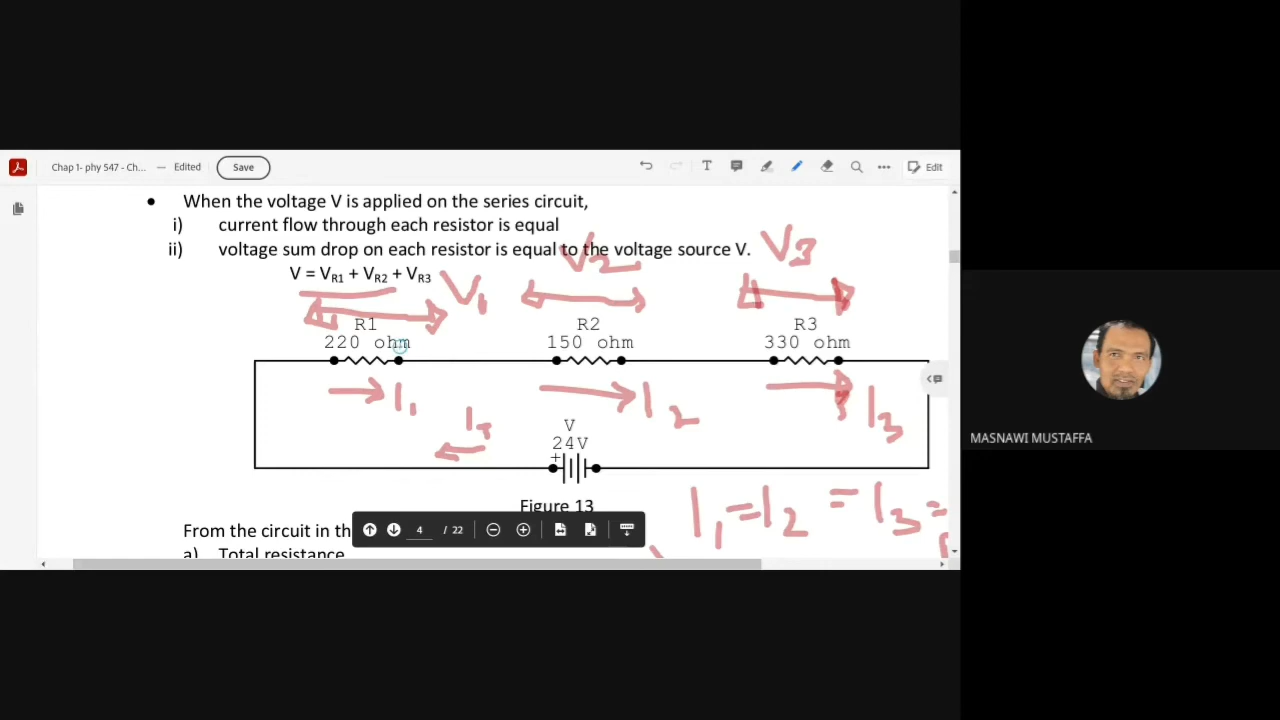 Chap 1- phy 547 - Ch... — Edited Save T Edit
• When the voltage V is applied on the series circuit,
i) current flow through each resistor is equal
ii) voltage sum drop on each resistor is equal to the voltage source V.
V = VR1 + VR2 + VR3
V1 V2 V3
R1 R2 R3
220 ohm 150 ohm 330 ohm
I1 I2 I3
V
24V
+
Figure 13
I1 = I2 = I3 =
From the circuit in th
4 / 22
a) Total resistance
MASNAWI MUSTAFFA